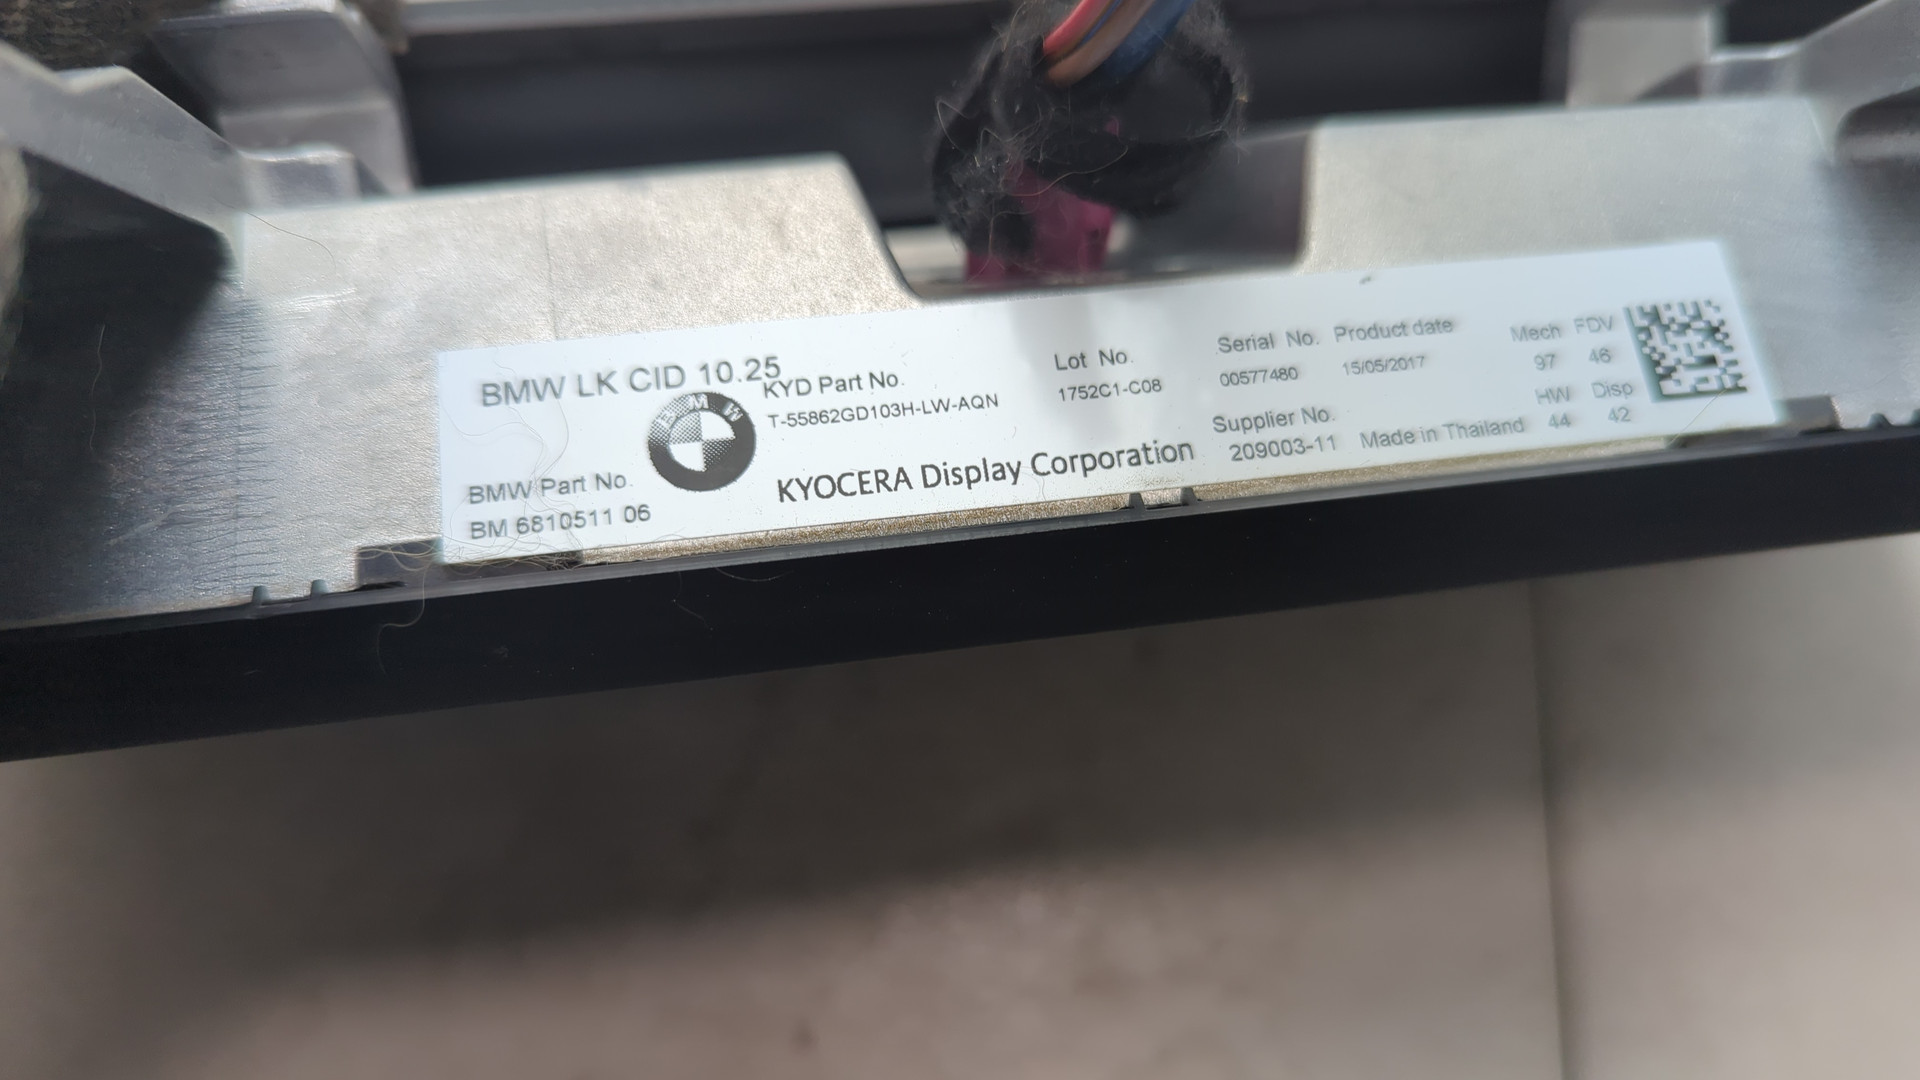 BMW LK CID 10.25
BMW
BMW Part No.
BM 6810511 06
KYD Part No.
T-55862GD103H-LW-AQN
KYOCERA Display Corporation
Lot No.
1752C1-C08
Serial No.
00577480
Product date
15/05/2017
Supplier No.
209003-11
Made in Thailand
Mech FDV
97 46
HW Disp
44 42